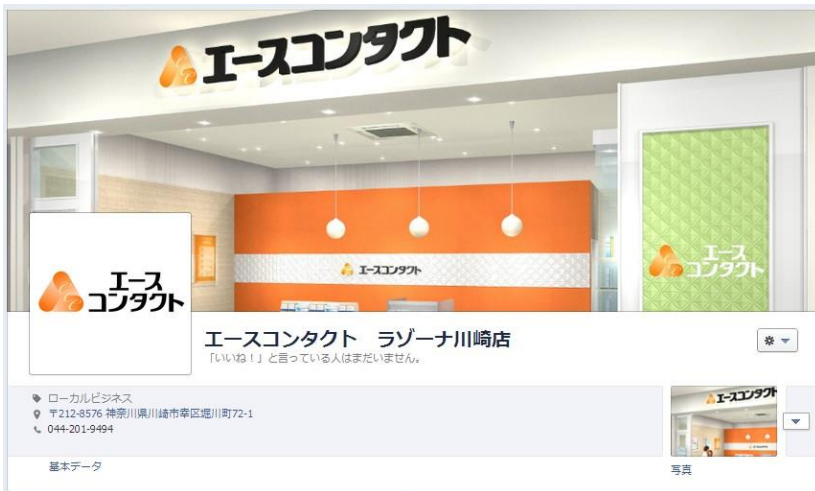 エースコンタクト
エースコンタクト
エース
コンタクト
エース
コンタクト
エースコンタクト　ラゾーナ川崎店
「いいね！」と言っている人はまだいません。
ローカルビジネス
〒212-8576 神奈川県川崎市幸区堀川町72-1
044-201-9494
基本データ
エースコンタクト
写真